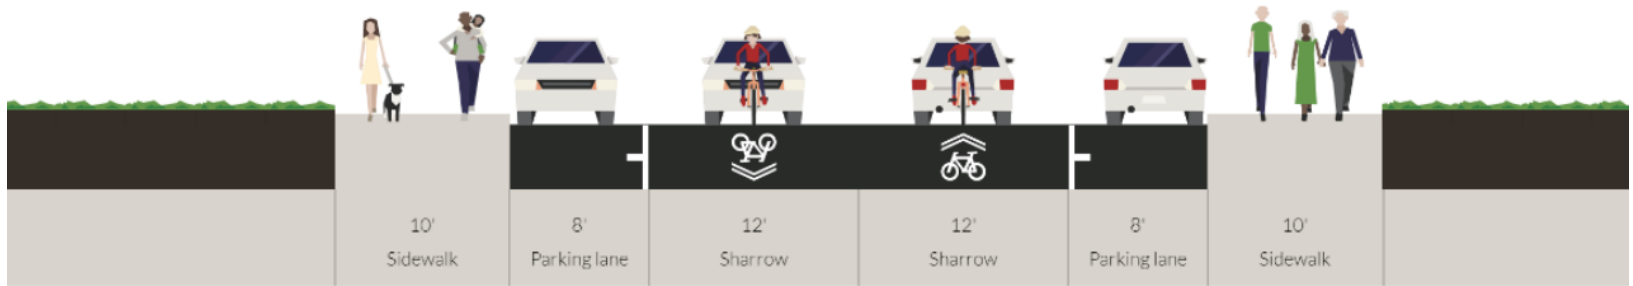 10' 8' 12' 12' 8' 10'
Sidewalk Parking lane Sharrow Sharrow Parking lane Sidewalk